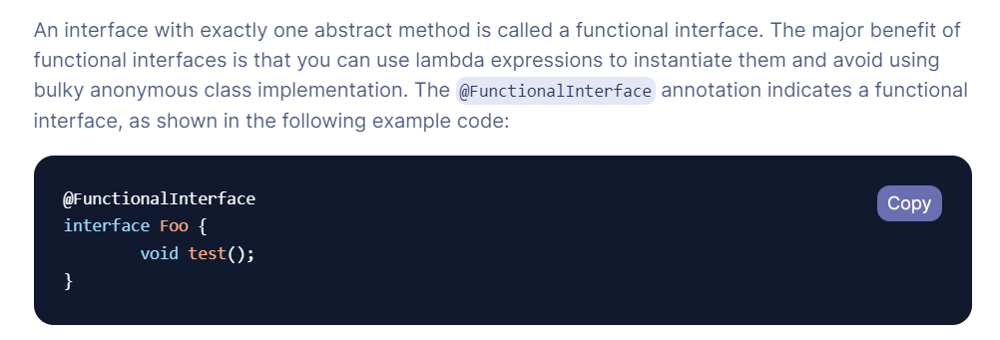 An interface with exactly one abstract method is called a functional interface. The major benefit of
functional interfaces is that you can use lambda expressions to instantiate them and avoid using
bulky anonymous class implementation. The @FunctionalInterface annotation indicates a functional
interface, as shown in the following example code:
@FunctionalInterface
Copy
interface Foo {
        void test();
}